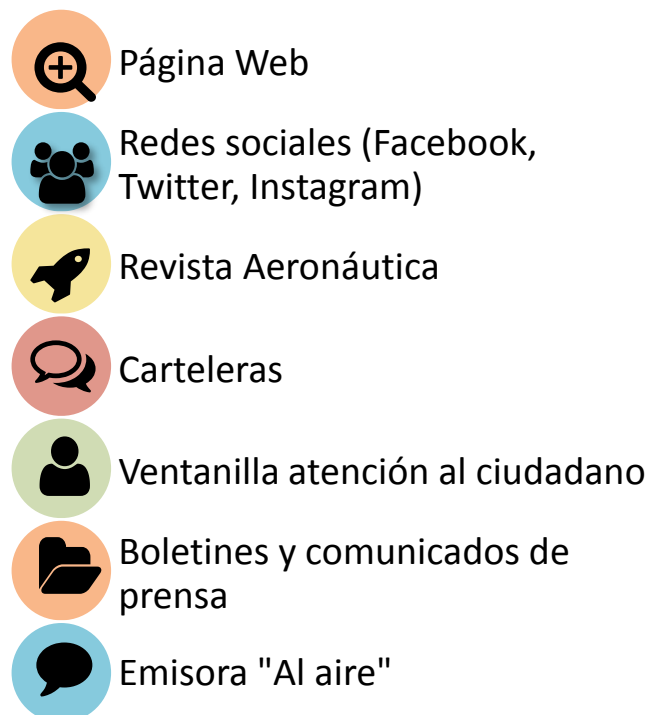 Página Web
Redes sociales (Facebook,
Twitter, Instagram)
Revista Aeronáutica
Carteleras
Ventanilla atención al ciudadano
Boletines y comunicados de
prensa
Emisora "Al aire"